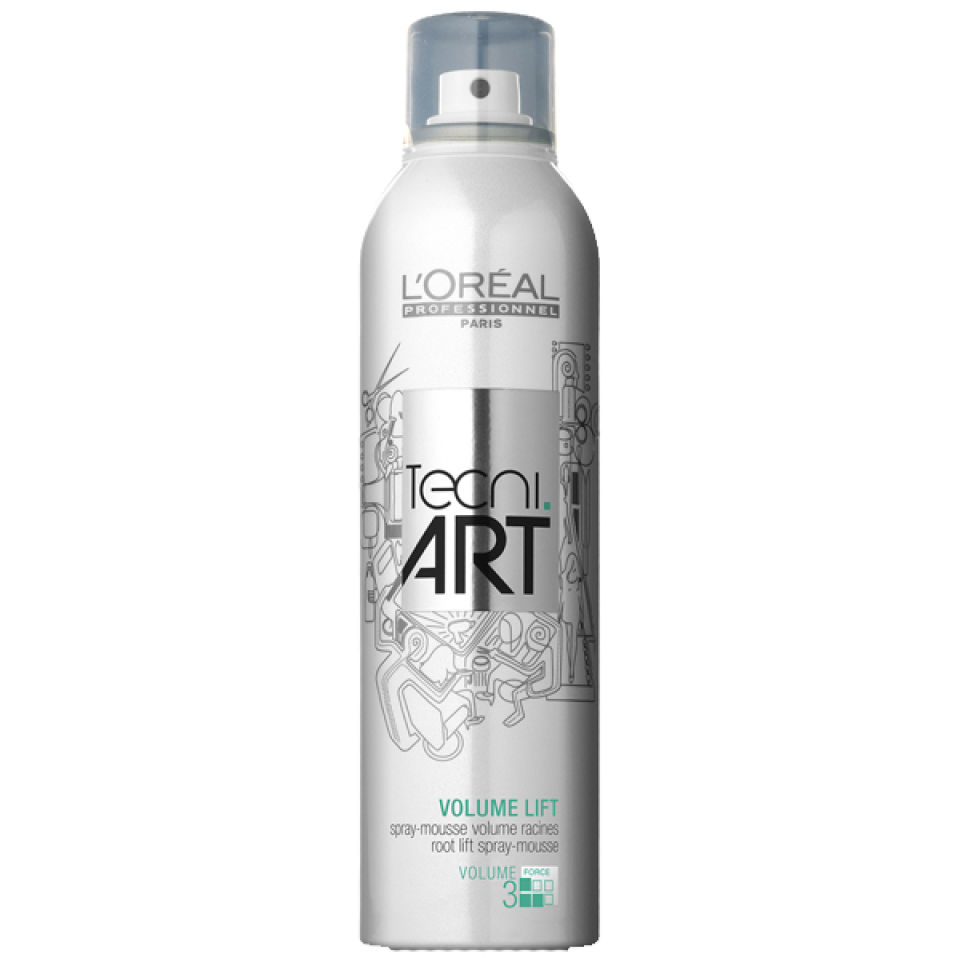 L'ORÉAL
PROFESSIONNEL
PARIS
Tecni.
ART
VOLUME LIFT
spray-mousse volume racines
root lift spray-mousse
VOLUME FORCE
3